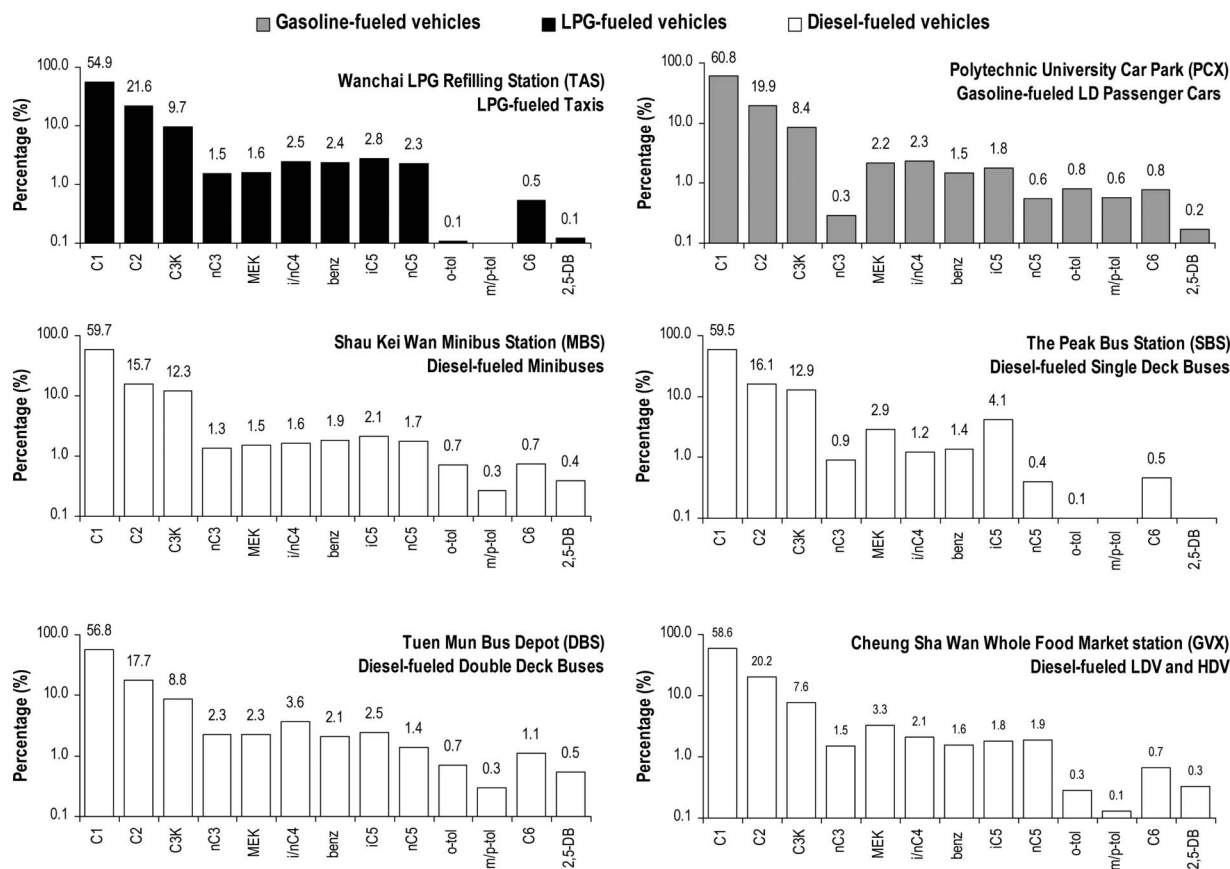 Gasoline-fueled vehicles LPG-fueled vehicles Diesel-fueled vehicles
Wanchai LPG Refilling Station (TAS)
LPG-fueled Taxis
Percentage (%)
100.0
10.0
1.0
0.1
54.9 21.6 9.7 1.5 1.6 2.5 2.4 2.8 2.3 0.1 0.5 0.1
C1 C2 C3K nC3 MEK i/nC4 benz iC5 nC5 o-tol m/p-tol C6 2,5-DB
Polytechnic University Car Park (PCX)
Gasoline-fueled LD Passenger Cars
Percentage (%)
100.0
10.0
1.0
0.1
60.8 19.9 8.4 0.3 2.2 2.3 1.5 1.8 0.6 0.8 0.6 0.8 0.2
C1 C2 C3K nC3 MEK i/nC4 benz iC5 nC5 o-tol m/p-tol C6 2,5-DB
Shau Kei Wan Minibus Station (MBS)
Diesel-fueled Minibuses
Percentage (%)
100.0
10.0
1.0
0.1
59.7 15.7 12.3 1.3 1.5 1.6 1.9 2.1 1.7 0.7 0.3 0.7 0.4
C1 C2 C3K nC3 MEK i/nC4 benz iC5 nC5 o-tol m/p-tol C6 2,5-DB
The Peak Bus Station (SBS)
Diesel-fueled Single Deck Buses
Percentage (%)
100.0
10.0
1.0
0.1
59.5 16.1 12.9 0.9 2.9 1.2 1.4 4.1 0.4 0.1 0.5
C1 C2 C3K nC3 MEK i/nC4 benz iC5 nC5 o-tol m/p-tol C6 2,5-DB
Tuen Mun Bus Depot (DBS)
Diesel-fueled Double Deck Buses
Percentage (%)
100.0
10.0
1.0
0.1
56.8 17.7 8.8 2.3 2.3 3.6 2.1 2.5 1.4 0.7 0.3 1.1 0.5
C1 C2 C3K nC3 MEK i/nC4 benz iC5 nC5 o-tol m/p-tol C6 2,5-DB
Cheung Sha Wan Whole Food Market station (GVX)
Diesel-fueled LDV and HDV
Percentage (%)
100.0
10.0
1.0
0.1
58.6 20.2 7.6 1.5 3.3 2.1 1.6 1.8 1.9 0.3 0.1 0.7 0.3
C1 C2 C3K nC3 MEK i/nC4 benz iC5 nC5 o-tol m/p-tol C6 2,5-DB